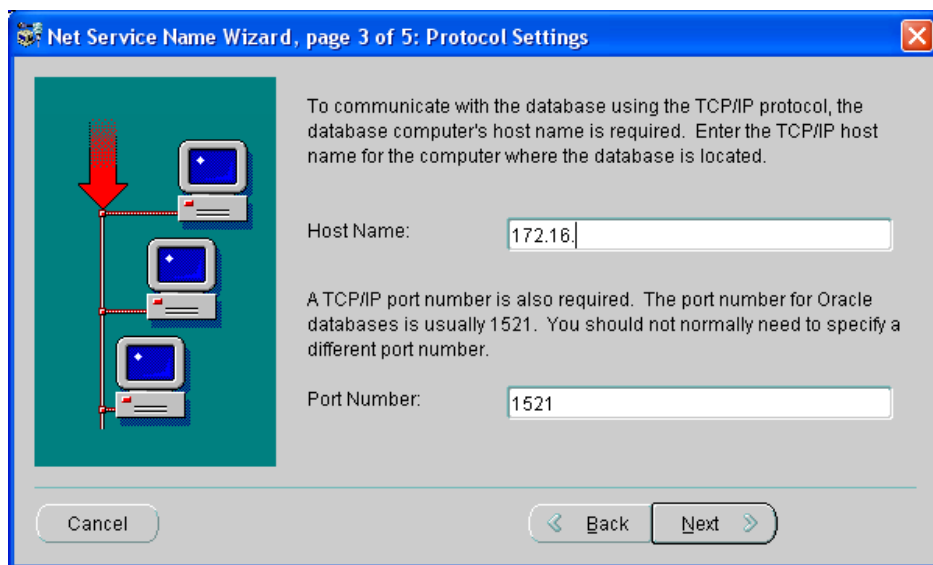 Net Service Name Wizard, page 3 of 5: Protocol Settings
To communicate with the database using the TCP/IP protocol, the
database computer's host name is required. Enter the TCP/IP host
name for the computer where the database is located.
Host Name:
172.16.
A TCP/IP port number is also required. The port number for Oracle
databases is usually 1521. You should not normally need to specify a
different port number.
Port Number:
1521
Cancel
Back
Next